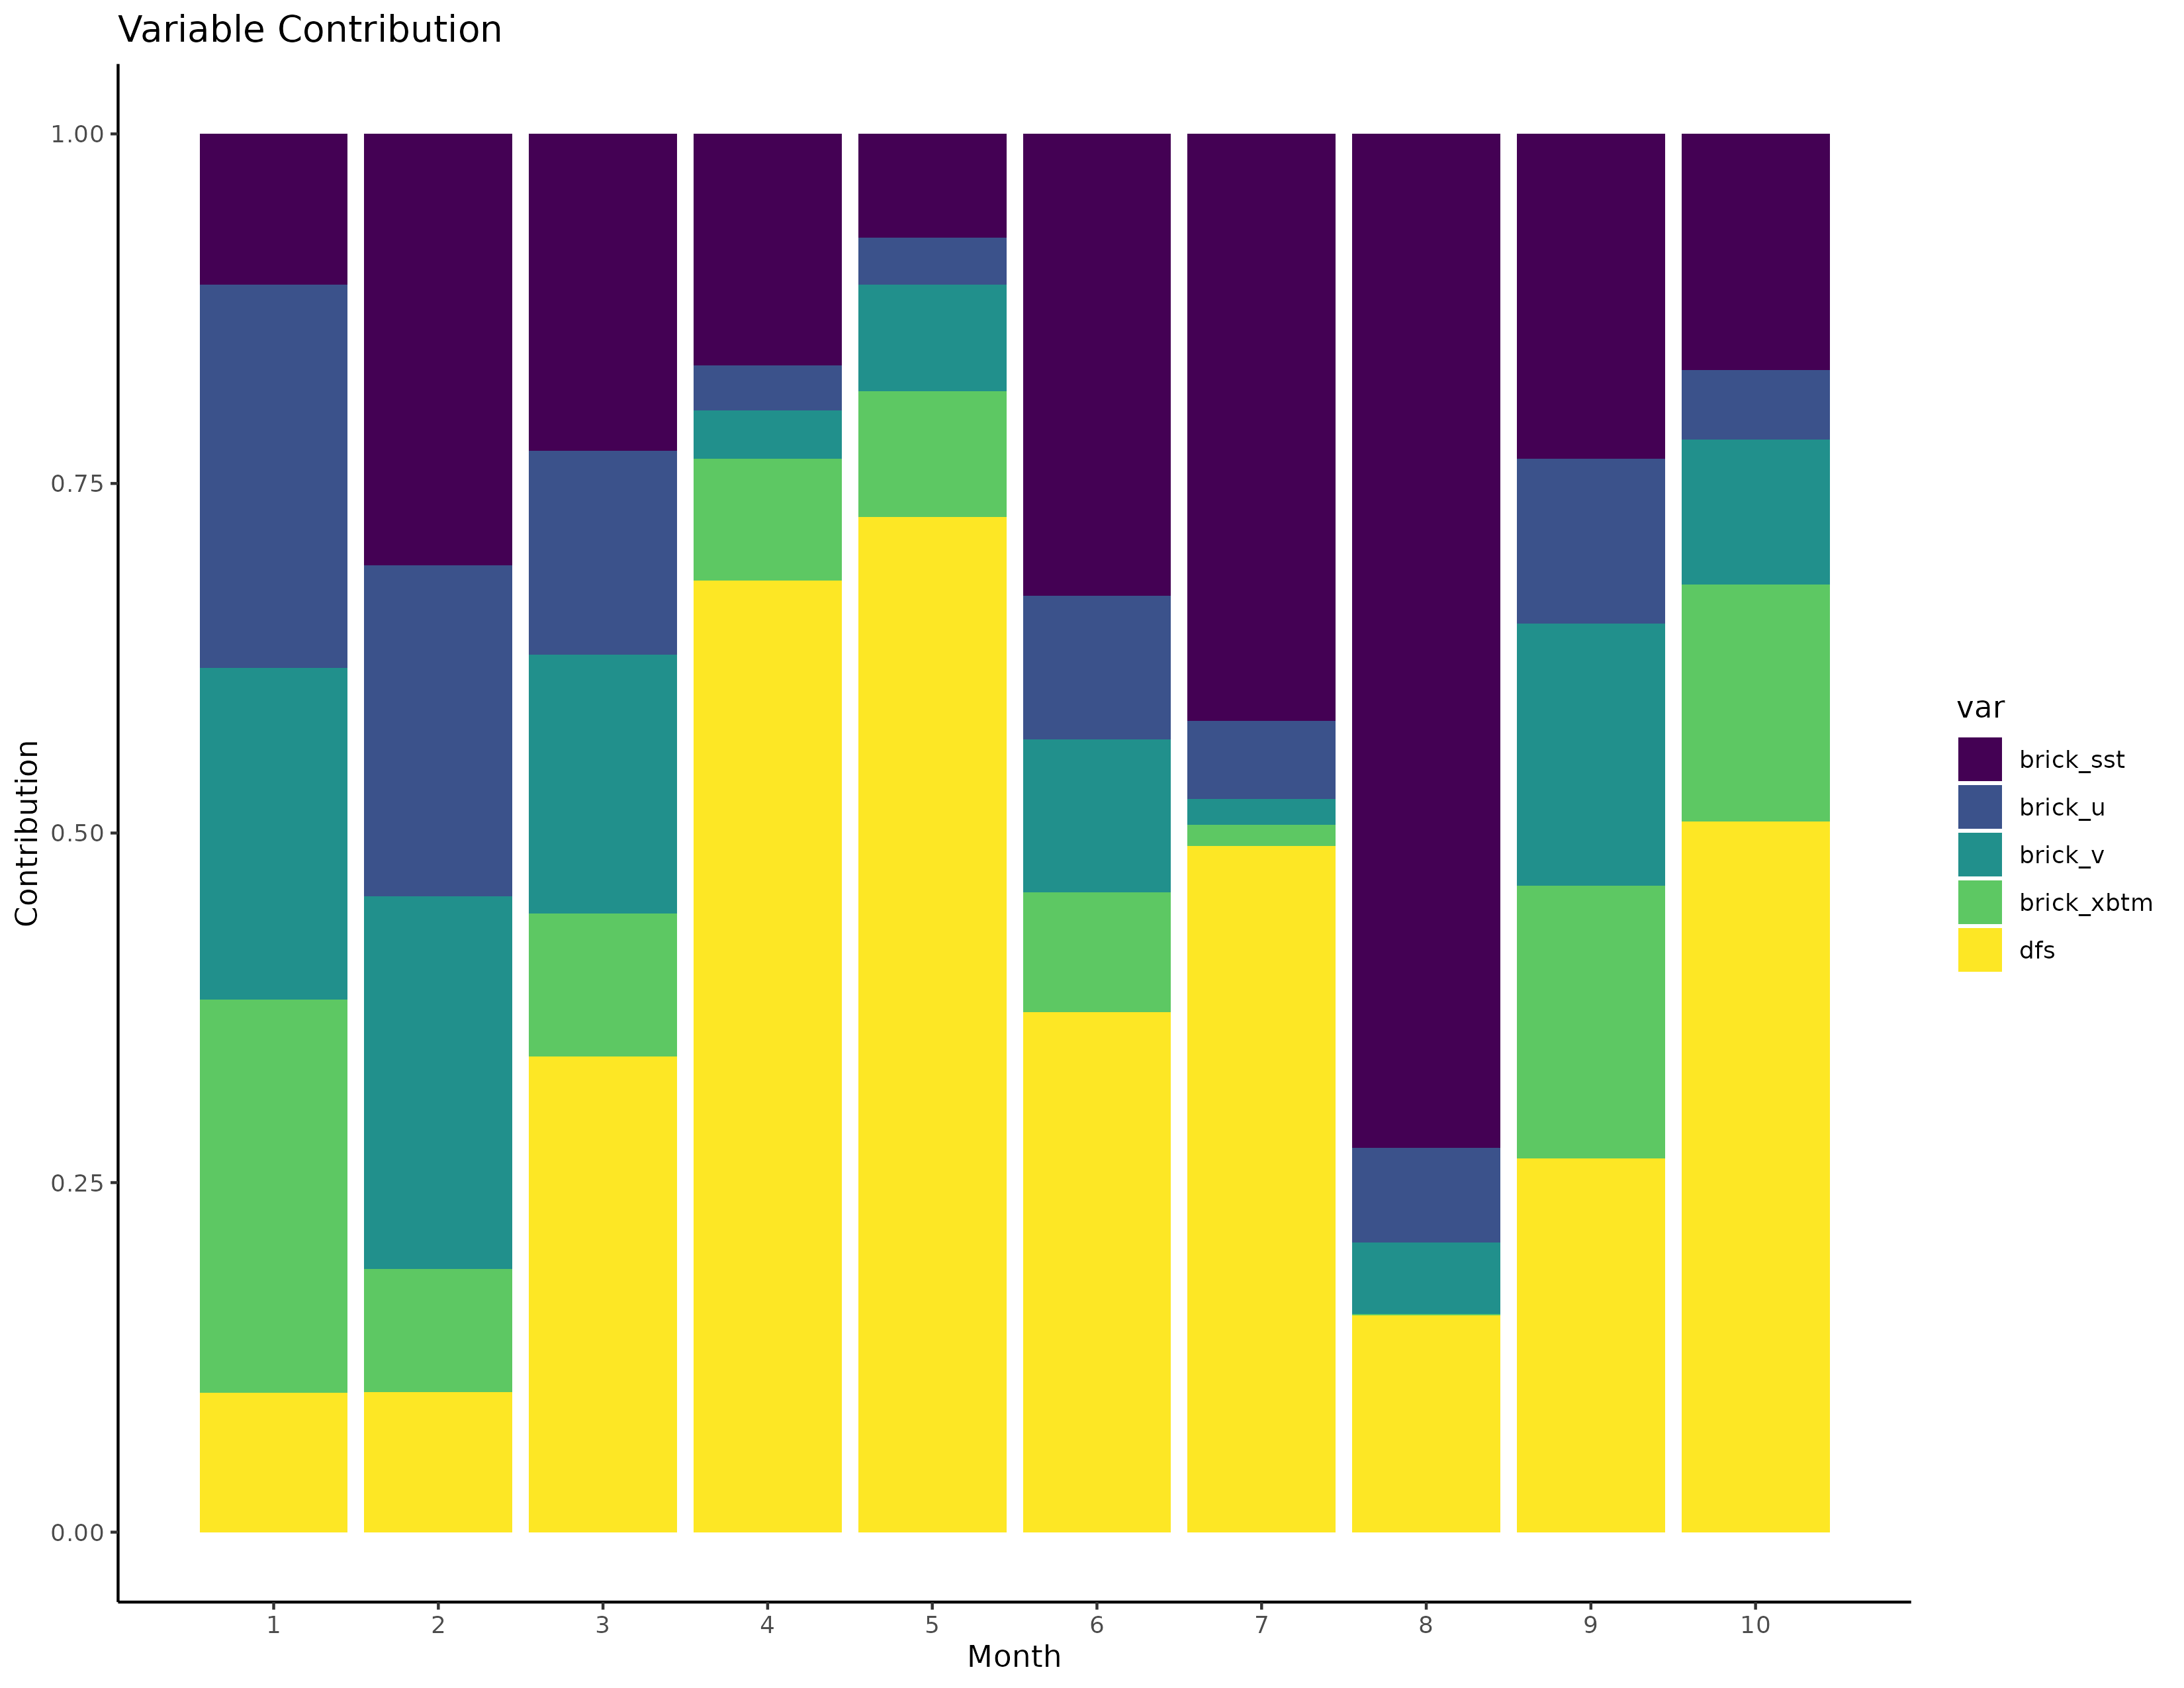 Variable Contribution
1.00
0.75
0.50
0.25
0.00
Contribution
1 2 3 4 5 6 7 8 9 10
Month
var
brick_sst
brick_u
brick_v
brick_xbtm
dfs